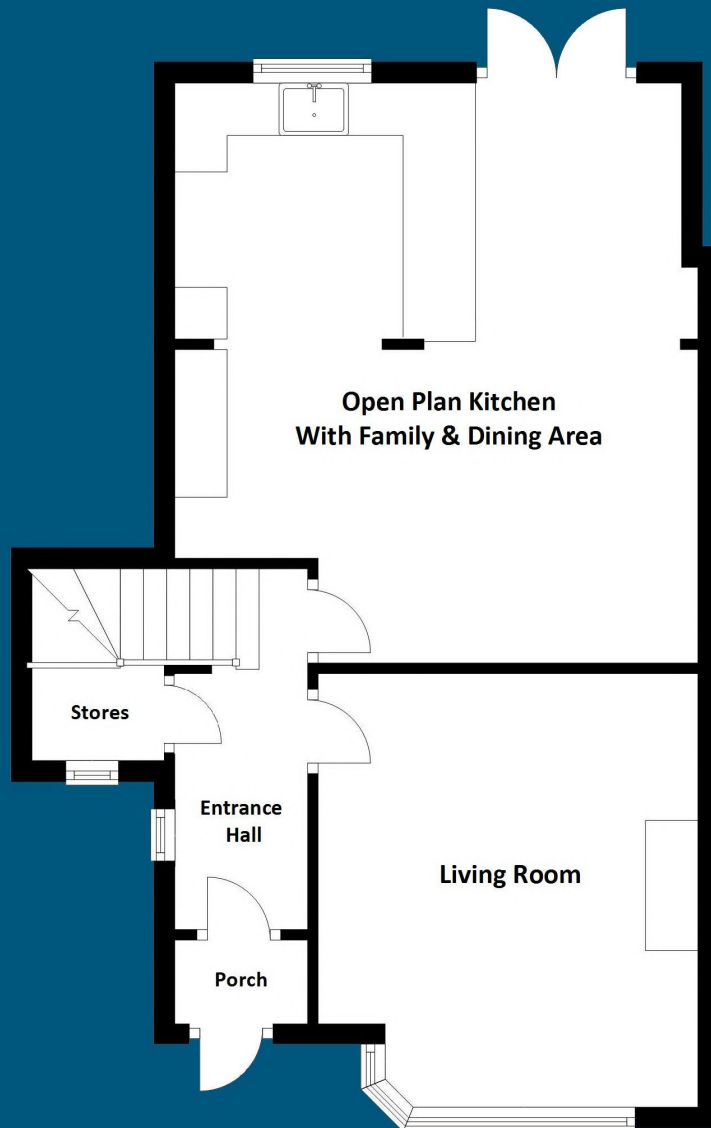 Open Plan Kitchen
With Family & Dining Area
Stores
Entrance
Hall
Living Room
Porch